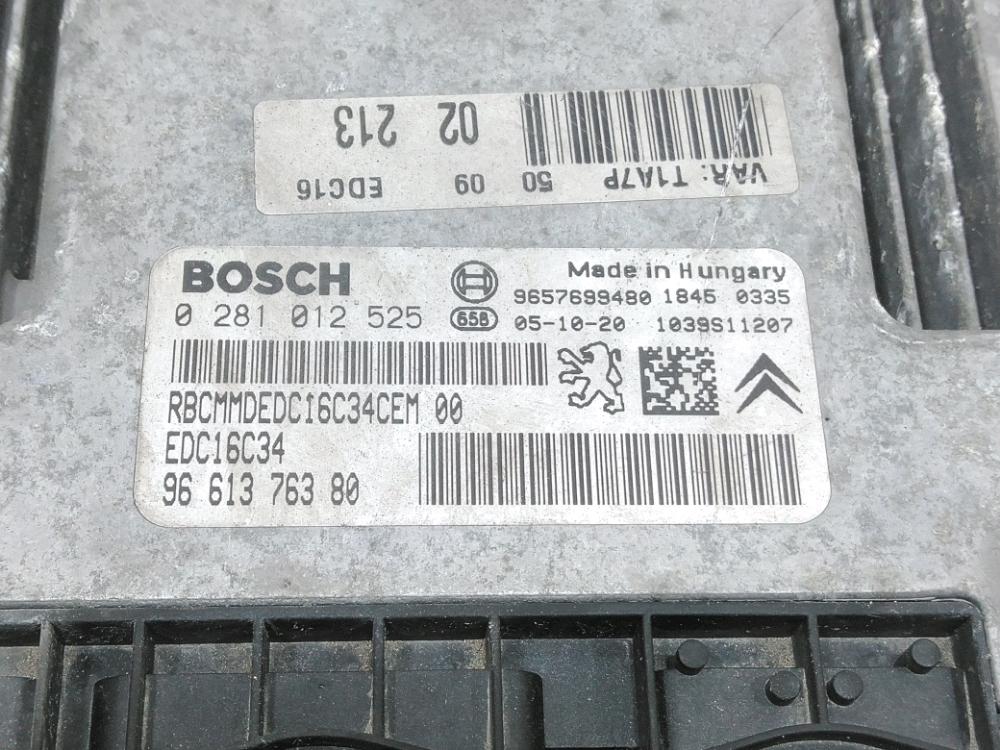 VAR: T1A7P 50 09 EDC16
02 213
BOSCH
Made in Hungary
0 281 012 525
658
9657699480 1845 0335
05-10-20 1039S11207
RBCMMDEDC16C34CEM 00
EDC16C34
96 613 763 80